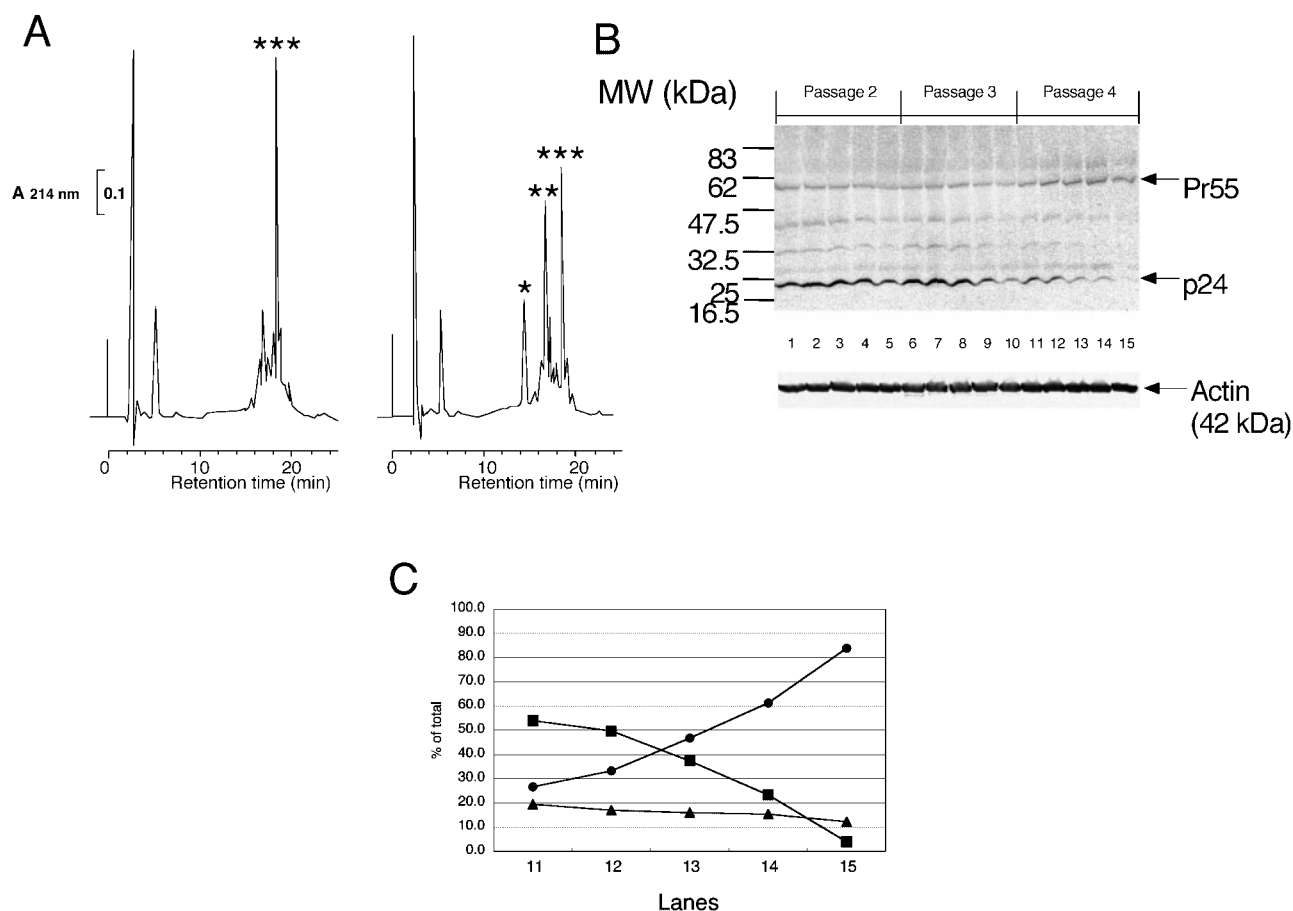 A
***
***
**
*
A 214 nm
0.1
0 10 20
Retention time (min)
0 10 20
Retention time (min)
B
MW (kDa)
Passage 2 Passage 3 Passage 4
83
62
47.5
32.5
25
16.5
Pr55
p24
1 2 3 4 5 6 7 8 9 10 11 12 13 14 15
Actin
(42 kDa)
C
100.0
90.0
80.0
70.0
60.0
50.0
40.0
30.0
20.0
10.0
0.0
% of total
11 12 13 14 15
Lanes